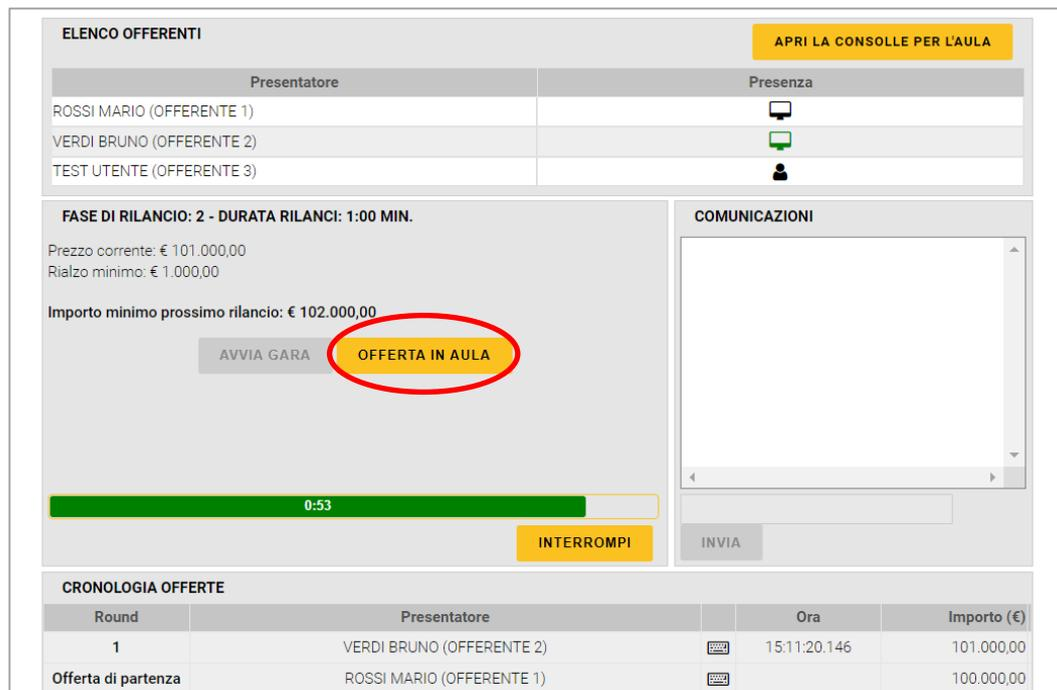 ELENCO OFFERENTI
APRI LA CONSOLLE PER L'AULA
Presentatore Presenza
ROSSI MARIO (OFFERENTE 1)
VERDI BRUNO (OFFERENTE 2)
TEST UTENTE (OFFERENTE 3)
FASE DI RILANCIO: 2 - DURATA RILANCI: 1:00 MIN.
Prezzo corrente: € 101.000,00
Rialzo minimo: € 1.000,00
Importo minimo prossimo rilancio: € 102.000,00
AVVIA GARA OFFERTA IN AULA
0:53
INTERROMPI
COMUNICAZIONI
INVIA
CRONOLOGIA OFFERTE
Round Presentatore Ora Importo (€)
1 VERDI BRUNO (OFFERENTE 2) 15:11:20.146 101.000,00
Offerta di partenza ROSSI MARIO (OFFERENTE 1) 100.000,00